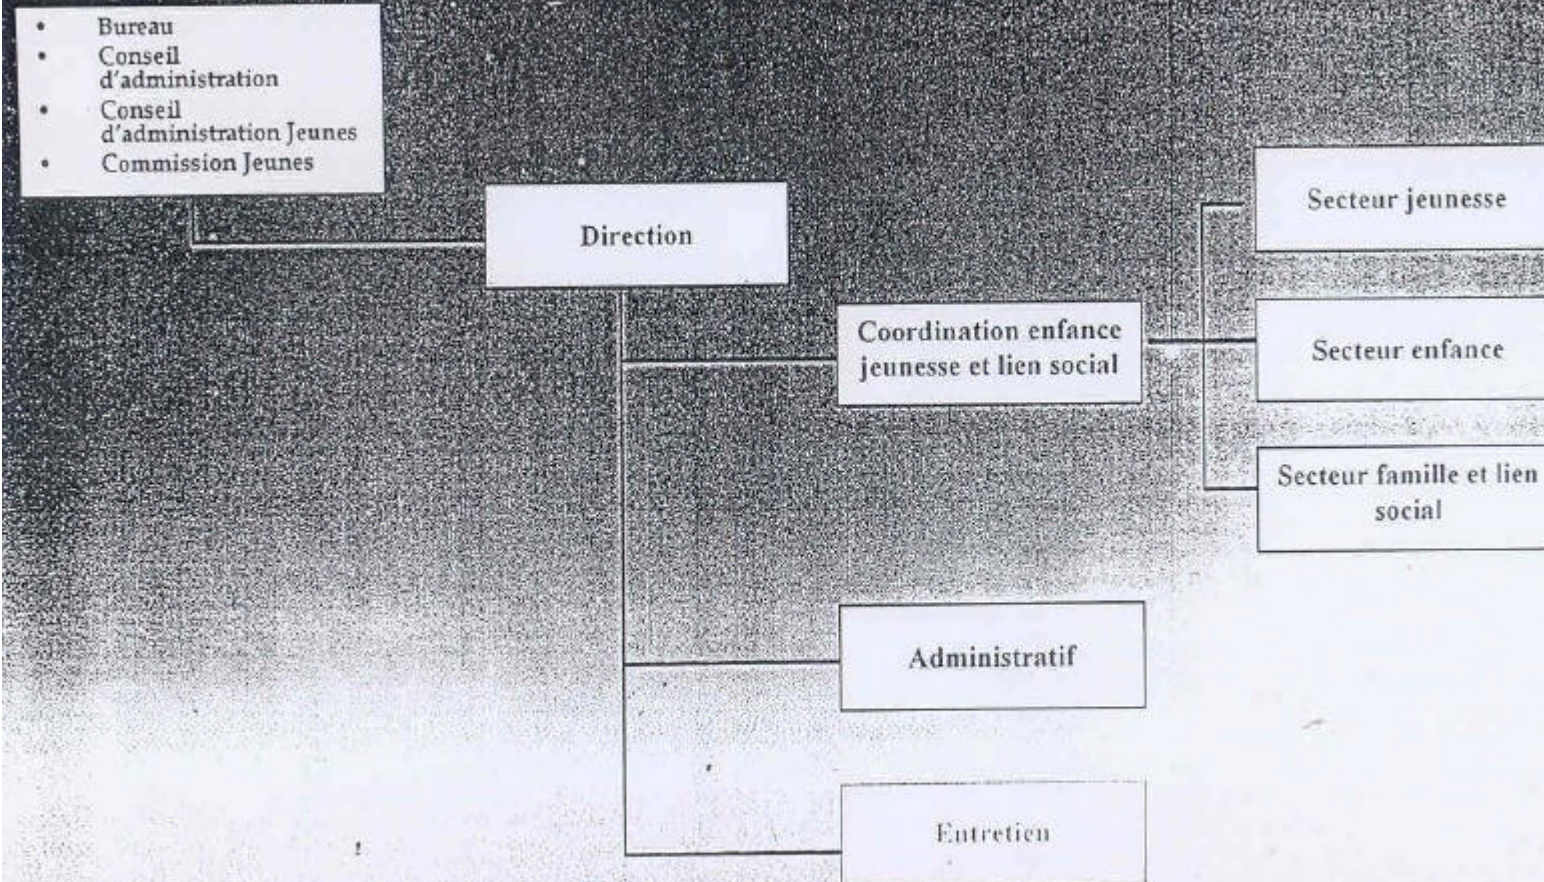 • Bureau
• Conseil
d'administration
• Conseil
d'administration Jeunes
• Commission Jeunes
Direction
Coordination enfance
jeunesse et lien social
Secteur jeunesse
Secteur enfance
Secteur famille et lien
social
Administratif
Entretien